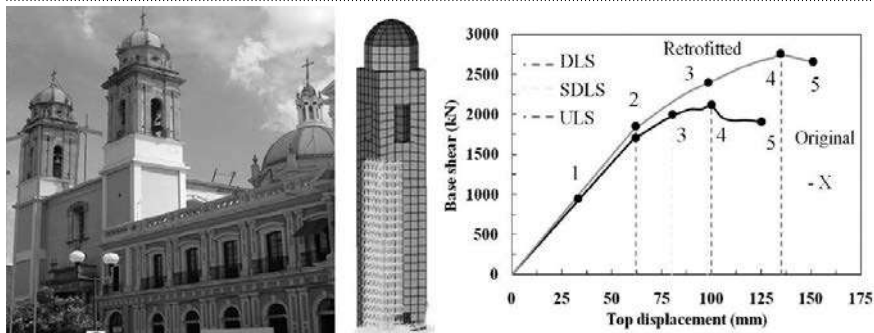 3000
2500
2000
1500
1000
500
0
Base shear (kN)
DLS
SDLS
ULS
Retrofitted
1
2
3
4
5
3
4
5
Original
-X
0 25 50 75 100 125 150 175
Top displacement (mm)